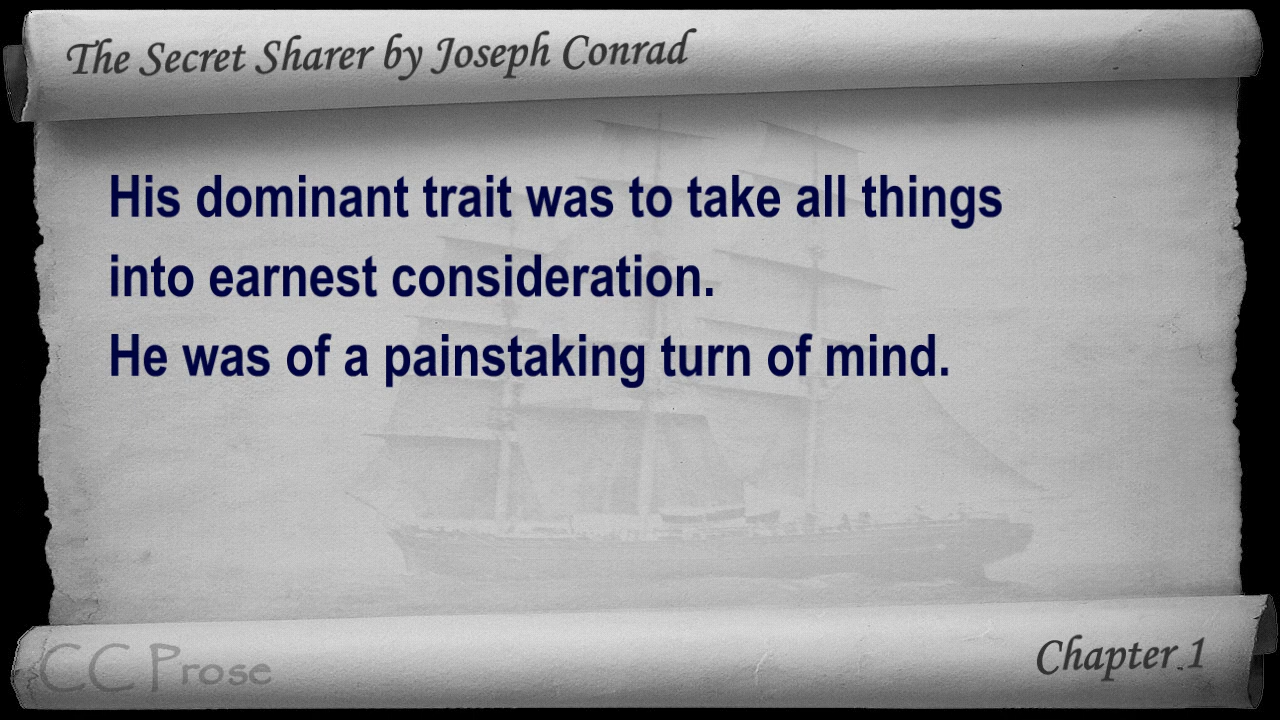 The Secret Sharer by Joseph Conrad
His dominant trait was to take all things
into earnest consideration.
He was of a painstaking turn of mind.
CC Prose
Chapter 1